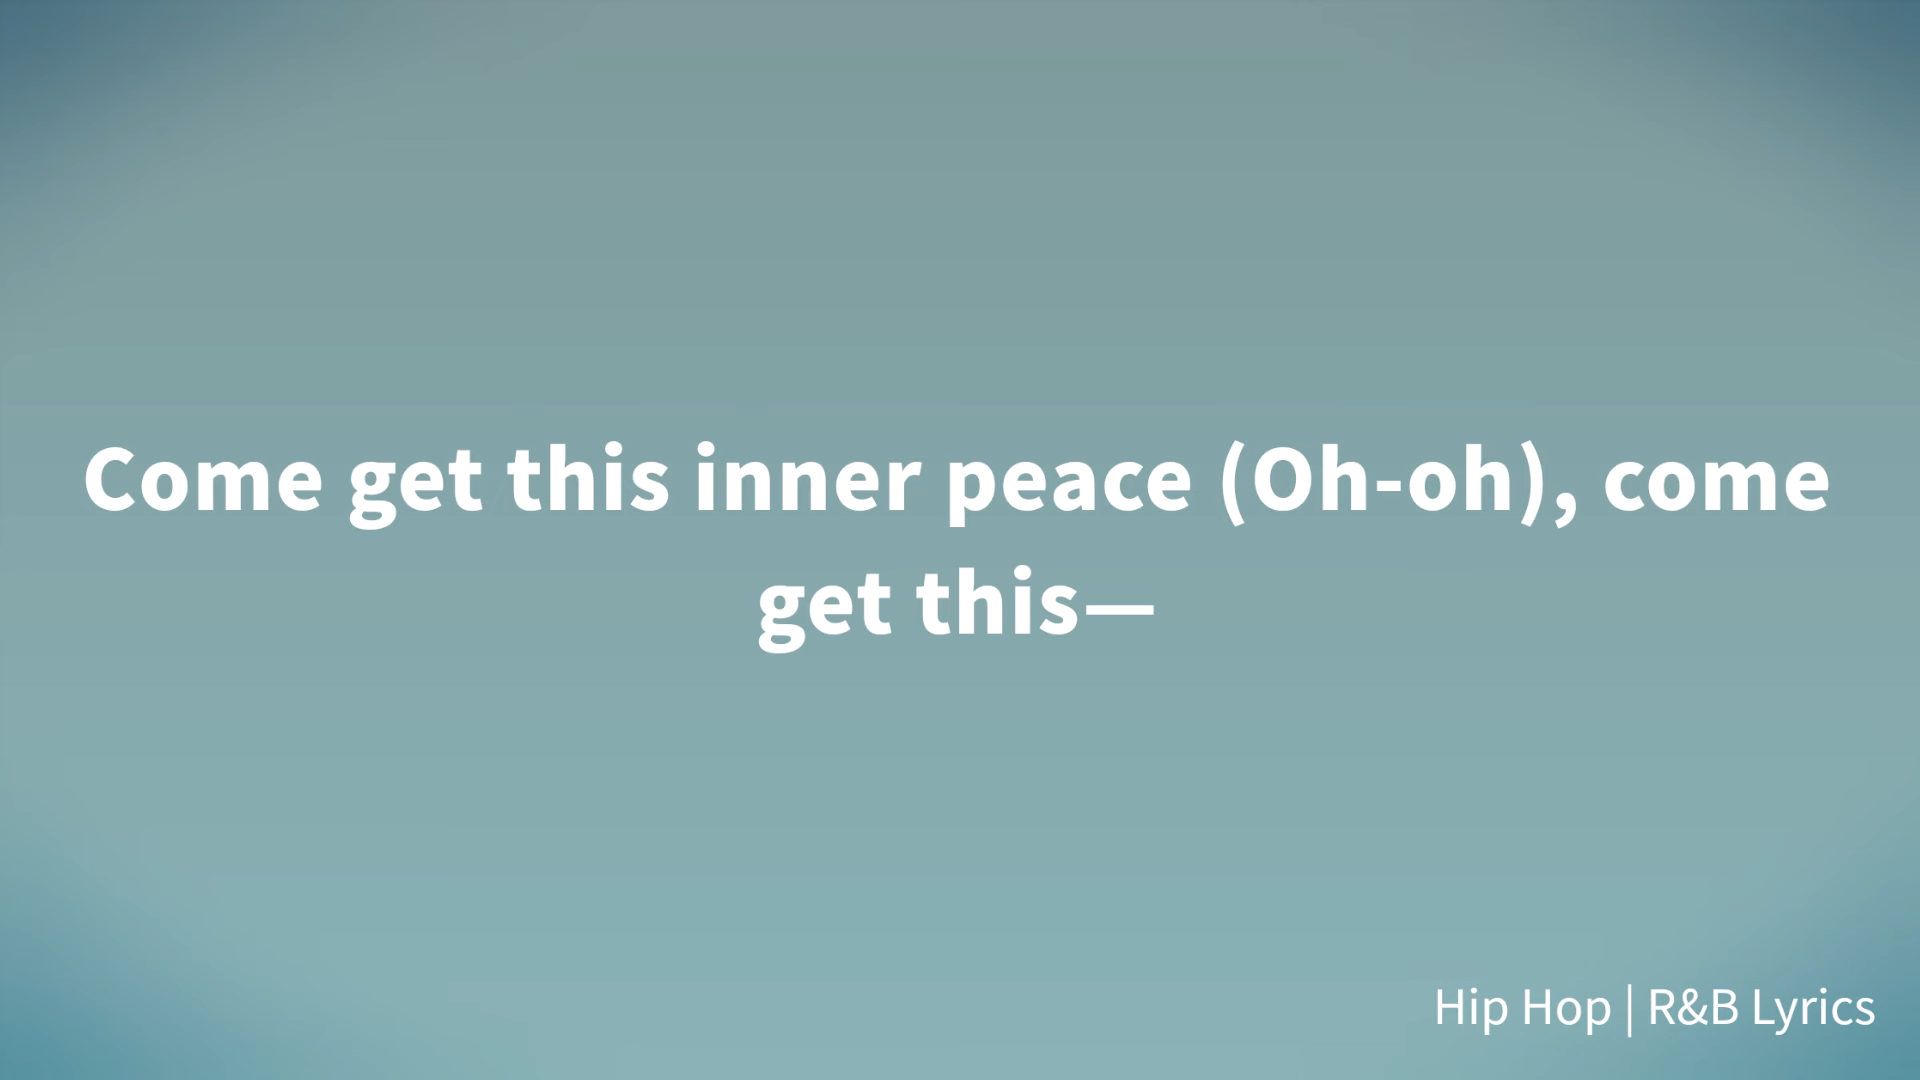 Come get this inner peace (Oh-oh), come
get this—
Hip Hop | R&B Lyrics